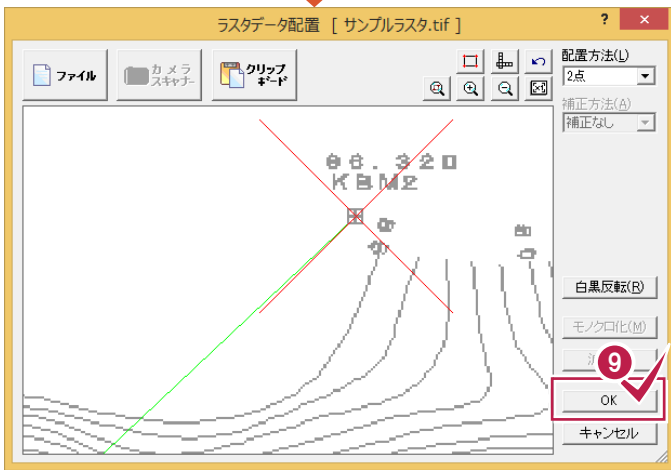 ラスタデータ配置 [ サンプルラスタ.tif ]
?
×
ファイル
カメラ
スキャナー
クリップ
ボード
配置方法(L)
2点
補正方法(A)
補正なし
96.320
KBM2
白黒反転(R)
モノクロ化(M)
9
OK
キャンセル